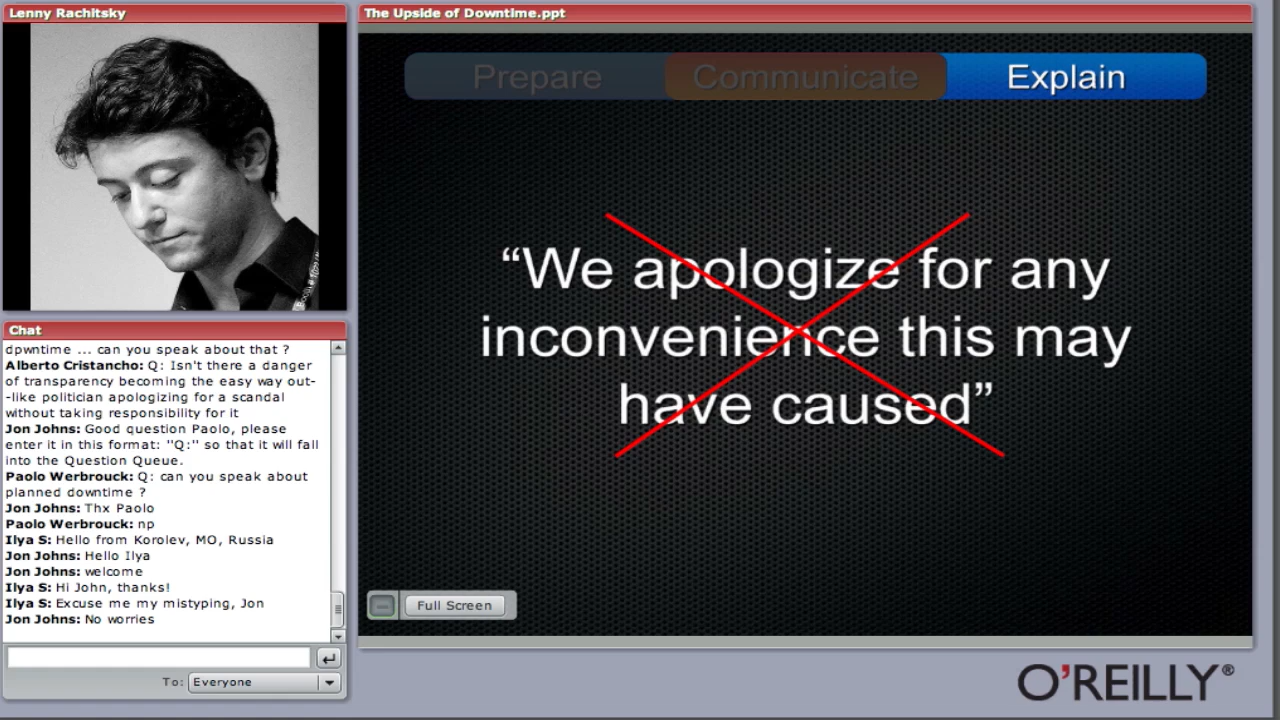 Lenny Rachitsky
The Upside of Downtime.ppt
Prepare
Communicate
Explain
“We apologize for any
inconvenience this may
have caused”
Full Screen
Chat
dpwntime ... can you speak about that ?
Alberto Cristancho: Q: Isn't there a danger
of transparency becoming the easy way out-
-like politician apologizing for a scandal
without taking responsibility for it
Jon Johns: Good question Paolo, please
enter it in this format: "Q:" so that it will fall
into the Question Queue.
Paolo Werbrouck: Q: can you speak about
planned downtime ?
Jon Johns: Thx Paolo
Paolo Werbrouck: np
Ilya S: Hello from Korolev, MO, Russia
Jon Johns: Hello Ilya
Jon Johns: welcome
Ilya S: Hi John, thanks!
Ilya S: Excuse me my mistyping, Jon
Jon Johns: No worries
To: Everyone
O'REILLY®